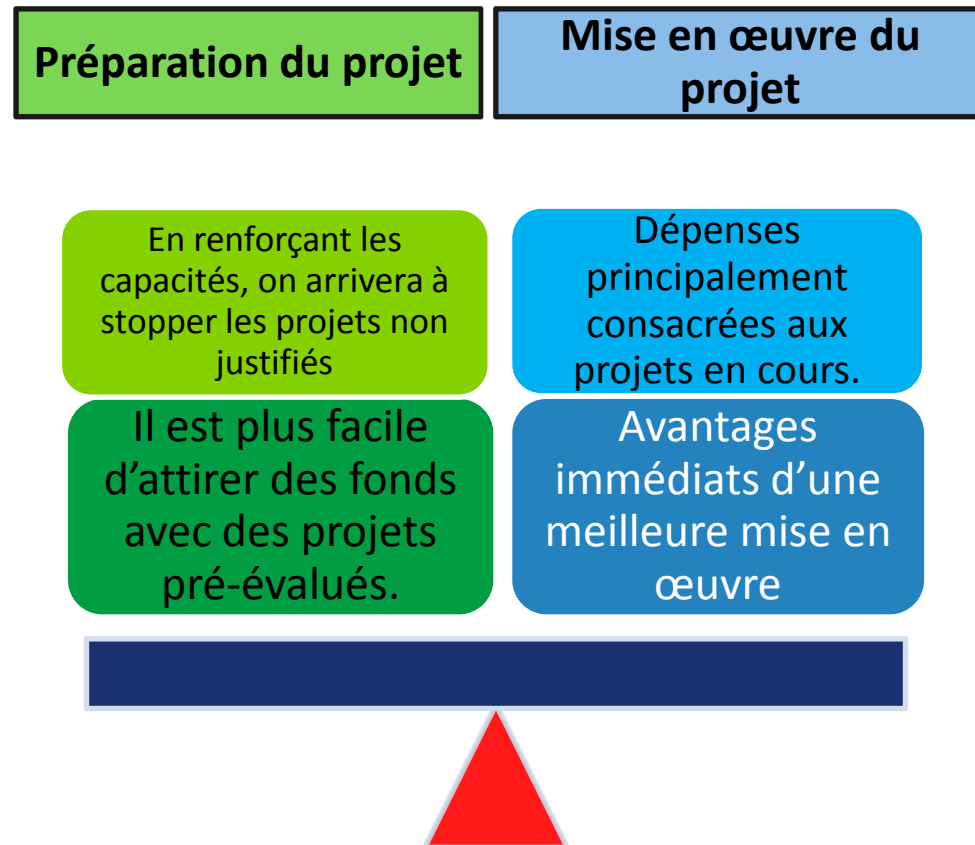 Préparation du projet
Mise en œuvre du
projet
En renforçant les
capacités, on arrivera à
stopper les projets non
justifiés
Dépenses
principalement
consacrées aux
projets en cours.
Il est plus facile
d’attirer des fonds
avec des projets
pré-évalués.
Avantages
immédiats d’une
meilleure mise en
œuvre